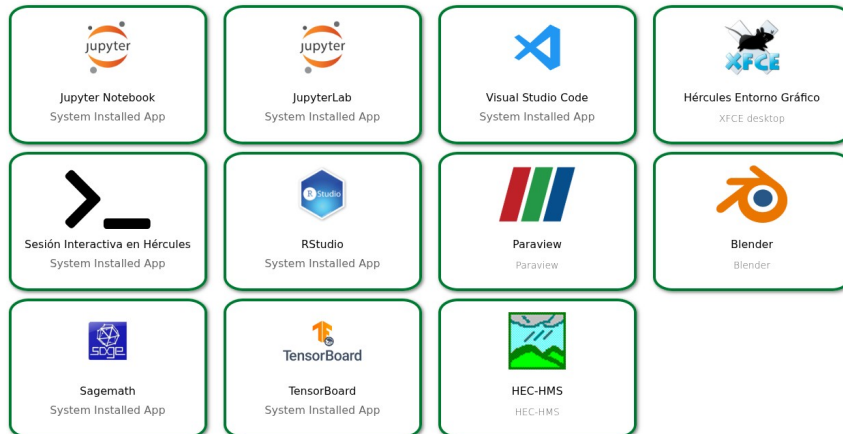 jupyter
Jupyter Notebook
System Installed App
jupyter
JupyterLab
System Installed App
Visual Studio Code
System Installed App
XFCE
Hércules Entorno Gráfico
XFCE desktop
Sesión Interactiva en Hércules
System Installed App
R Studio
RStudio
System Installed App
Paraview
Paraview
Blender
Blender
sage
Sagemath
System Installed App
TensorBoard
TensorBoard
System Installed App
HEC-HMS
HEC-HMS